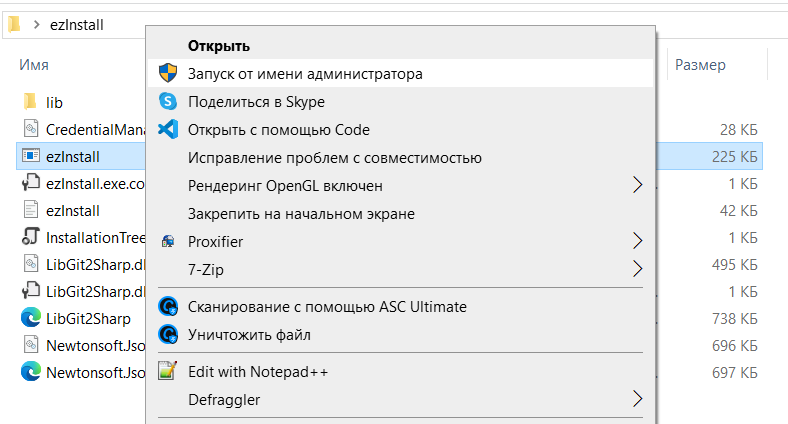 ezInstall
Имя
Размер
Открыть
Запуск от имени администратора
lib
Поделиться в Skype
CredentialMana
Открыть с помощью Code
28 КБ
ezInstall
Исправление проблем с совместимостью
225 КБ
ezInstall.exe.co
Рендеринг OpenGL включен
1 КБ
ezInstall
Закрепить на начальном экране
42 КБ
InstallationTree
Proxifier
1 КБ
LibGit2Sharp.dl
7-Zip
495 КБ
LibGit2Sharp.dl
1 КБ
Сканирование с помощью ASC Ultimate
LibGit2Sharp
738 КБ
Уничтожить файл
Newtonsoft.Jso
696 КБ
Newtonsoft.Jso
Edit with Notepad++
697 КБ
Defraggler